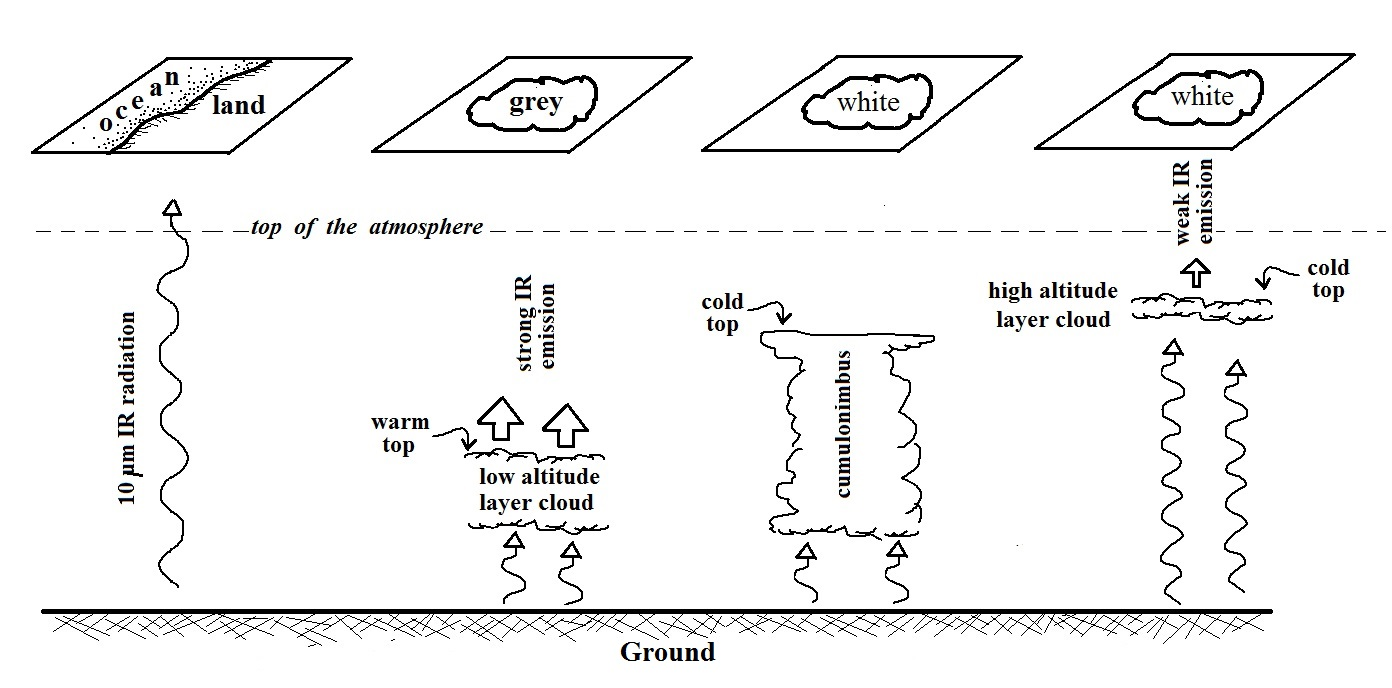 ocean
land
grey
white
white
top of the atmosphere
10 µm IR radiation
strong IR
emission
warm
top
low altitude
layer cloud
cold
top
cumulonimbus
weak IR
emission
high altitude
layer cloud
cold
top
Ground